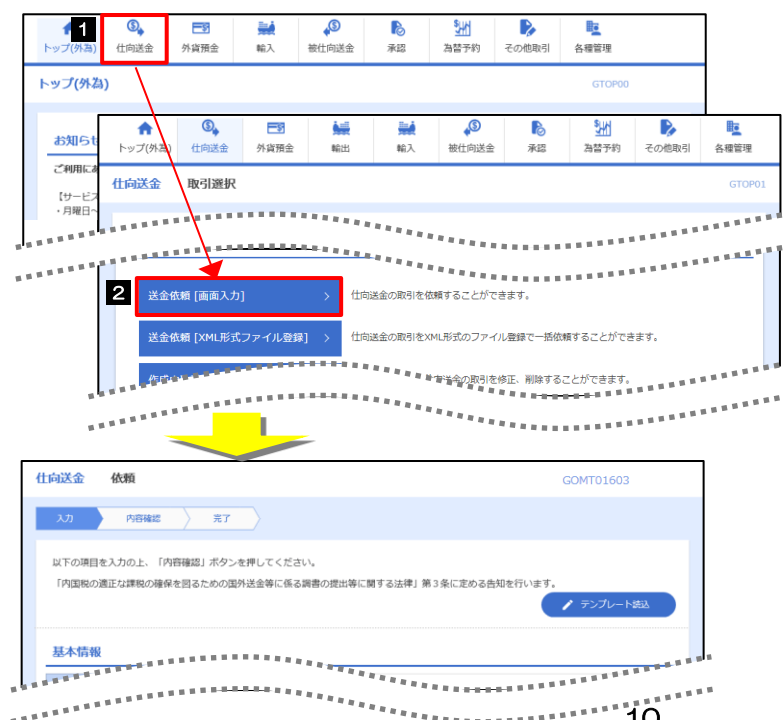 1
トップ(外為) 仕向送金 外貨預金 輸入 被仕向送金 承認 為替予約 その他取引 各種管理
トップ(外為) GTOP00
お知らせ
ご利用にあ
【サービス
・月曜日～
トップ(外為) 仕向送金 外貨預金 輸出 輸入 被仕向送金 承認 為替予約 その他取引 各種管理
仕向送金 取引選択 GTOP01
2
送金依頼 [画面入力] > 仕向送金の取引を依頼することができます。
送金依頼 [XML形式ファイル登録] > 仕向送金の取引をXML形式のファイル登録で一括依頼することができます。
送金の取引を修正、削除することができます。
仕向送金 依頼 GOMT01603
入力 内容確認 完了
以下の項目を入力の上、「内容確認」ボタンを押してください。
「内国税の適正な課税の確保を図るための国外送金等に係る調書の提出等に関する法律」第３条に定める告知を行います。
テンプレート読込
基本情報
10